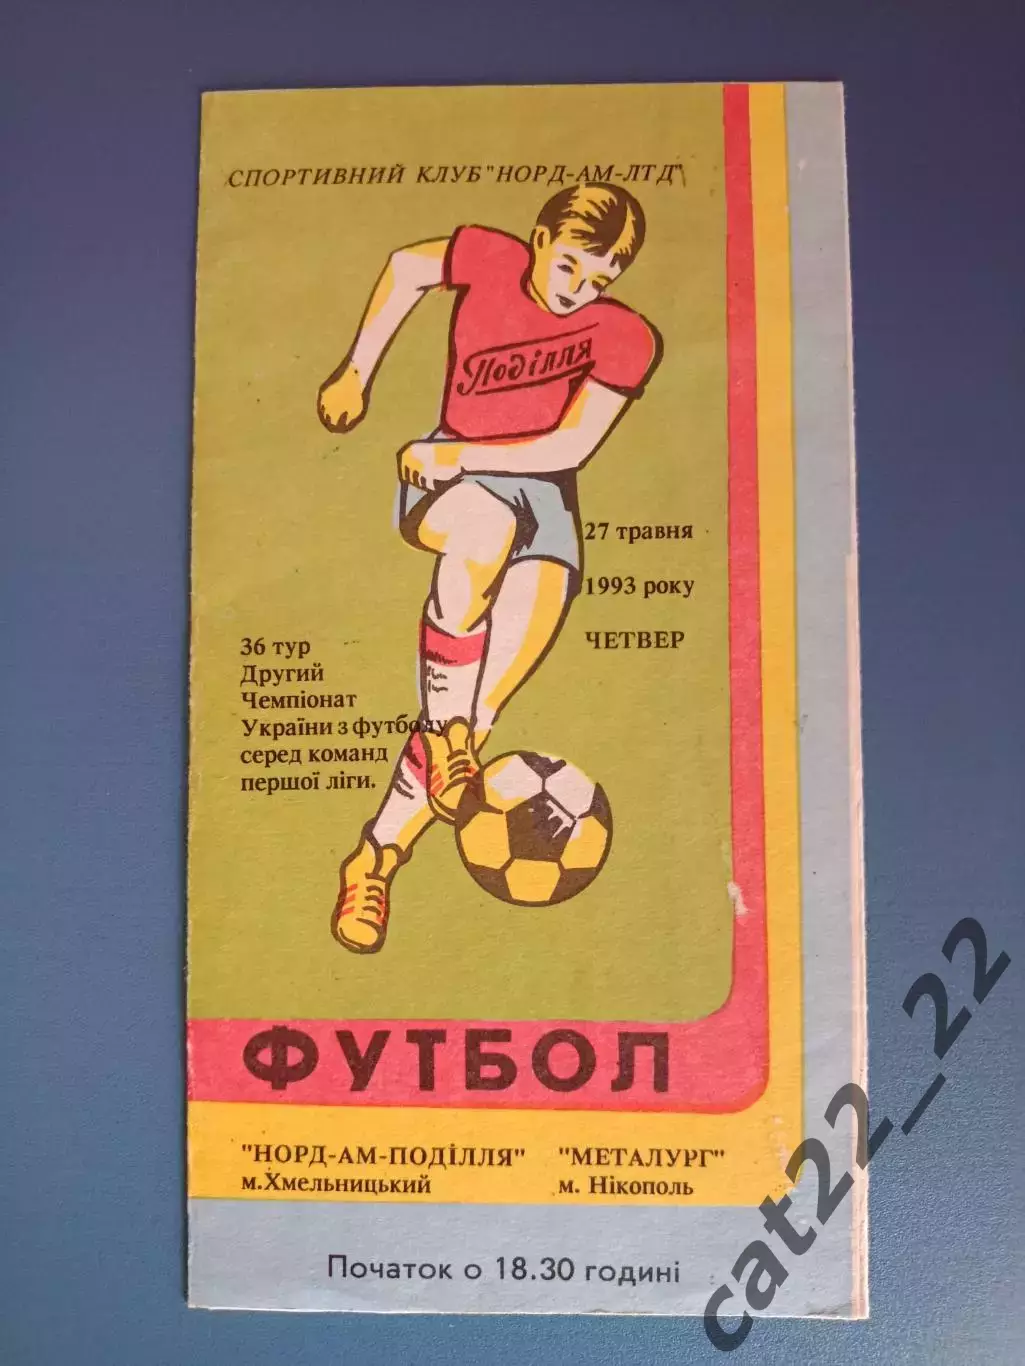 СПОРТИВНИЙ КЛУБ "НОРД-АМ-ЛТД"
Поділля
27 травня
1993 року
ЧЕТВЕР
36 тур
Другий
Чемпіонат
України з футболу
серед команд
першої ліги.
ФУТБОЛ
"НОРД-АМ-ПОДІЛЛЯ" "МЕТАЛУРГ"
м.Хмельницький м. Нікополь
Початок о 18.30 годині
cat22_22